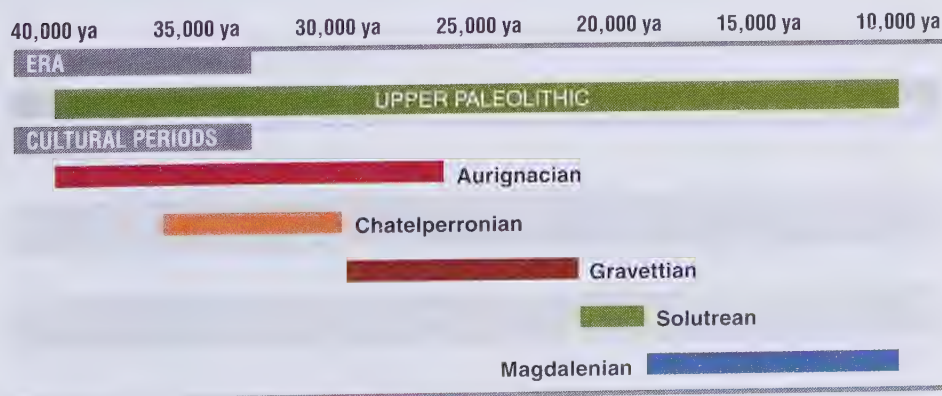 40,000 ya 35,000 ya 30,000 ya 25,000 ya 20,000 ya 15,000 ya 10,000 ya
ERA
UPPER PALEOLITHIC
CULTURAL PERIODS
Aurignacian
Chatelperronian
Gravettian
Solutrean
Magdalenian